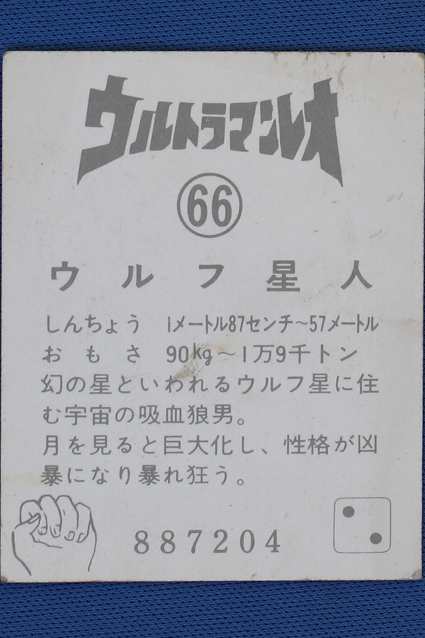 ウルトラマンレオ
66
ウルフ星人
しんちょう 1メートル87センチ~57メートル
おもさ 90kg~1万9千トン
幻の星といわれるウルフ星に住
む宇宙の吸血狼男。
月を見ると巨大化し、性格が凶
暴になり暴れ狂う。
887204